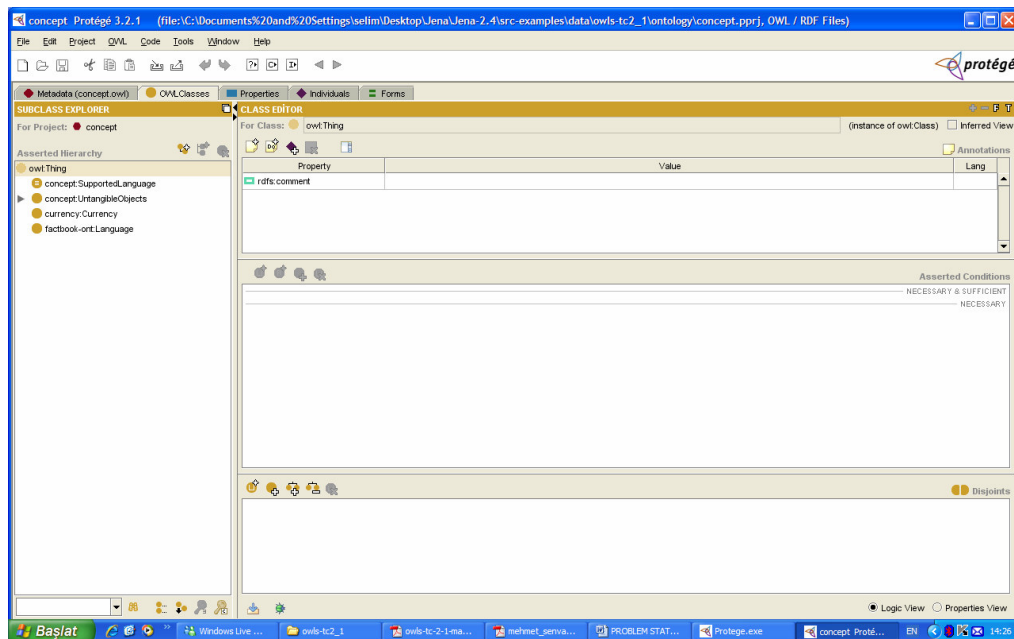 concept Protégé 3.2.1 (file:\C:\Documents%20and%20Settings\selim\Desktop\Jena\Jena-2.4\src-examples\data\owls-tc2_1\ontology\concept.pprj, OWL / RDF Files)
File Edit Project OWL Code Tools Window Help
protégé
Metadata (concept.owl) OWLClasses Properties Individuals Forms
SUBCLASS EXPLORER
CLASS EDİTOR
For Project: concept
For Class: owl:Thing (instance of owl:Class) Inferred View
Asserted Hierarchy
Annotations
Property Value Lang
rdfs:comment
owl:Thing
concept:SupportedLanguage
concept:UntangibleObjects
currency:Currency
factbook-ont:Language
Asserted Conditions
NECESSARY & SUFFICIENT
NECESSARY
Disjoints
Logic View Properties View
Başlat Windows Live ... owls-tc2_1 owls-tc-2-1-ma... mehmet_senva... PROBLEM STAT... Protege.exe concept Proté... EN 14:26